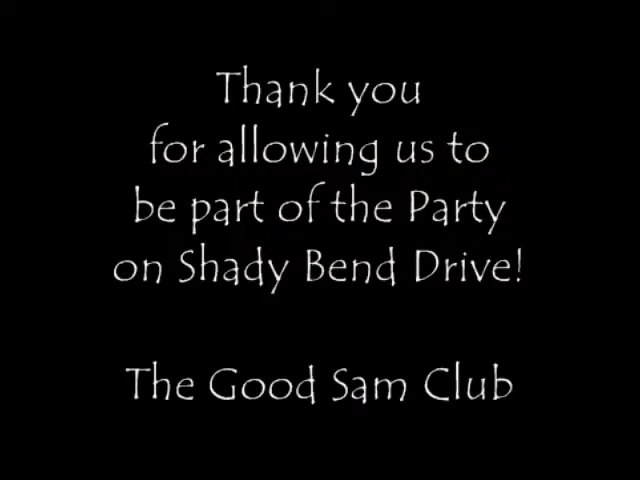 Thank you
for allowing us to
be part of the Party
on Shady Bend Drive!
The Good Sam Club